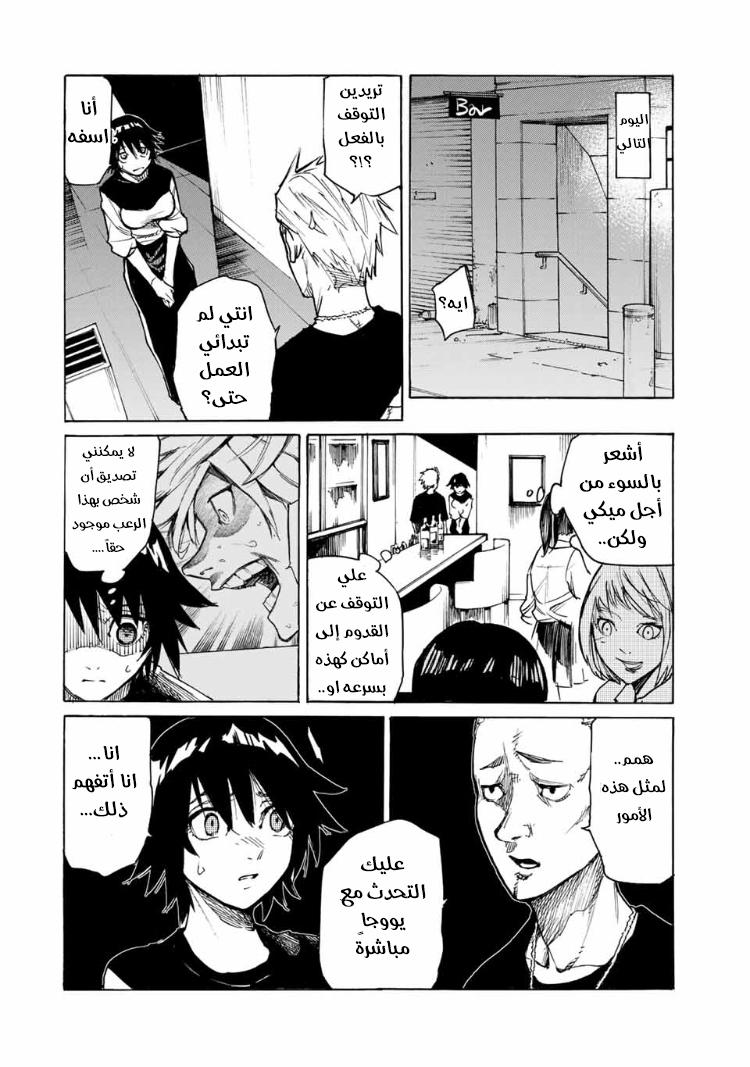 اليوم
التالي
Bar
ايه؟
تريدين
التوقف
بالفعل
؟!؟
أنا
اسفه
انتي لم
تبدائي
العمل
حتى؟
أشعر
بالسوء من
أجل ميكي
ولكن..
علي
التوقف عن
القدوم إلى
أماكن كهذه
بسرعه او..
لا يمكنني
تصديق أن
شخص بهذا
الرعب موجود
حقاً....
همم..
لمثل هذه
الأمور
عليك
التحدث مع
يووجا
مباشرةً
انا...
انا أتفهم
ذلك...